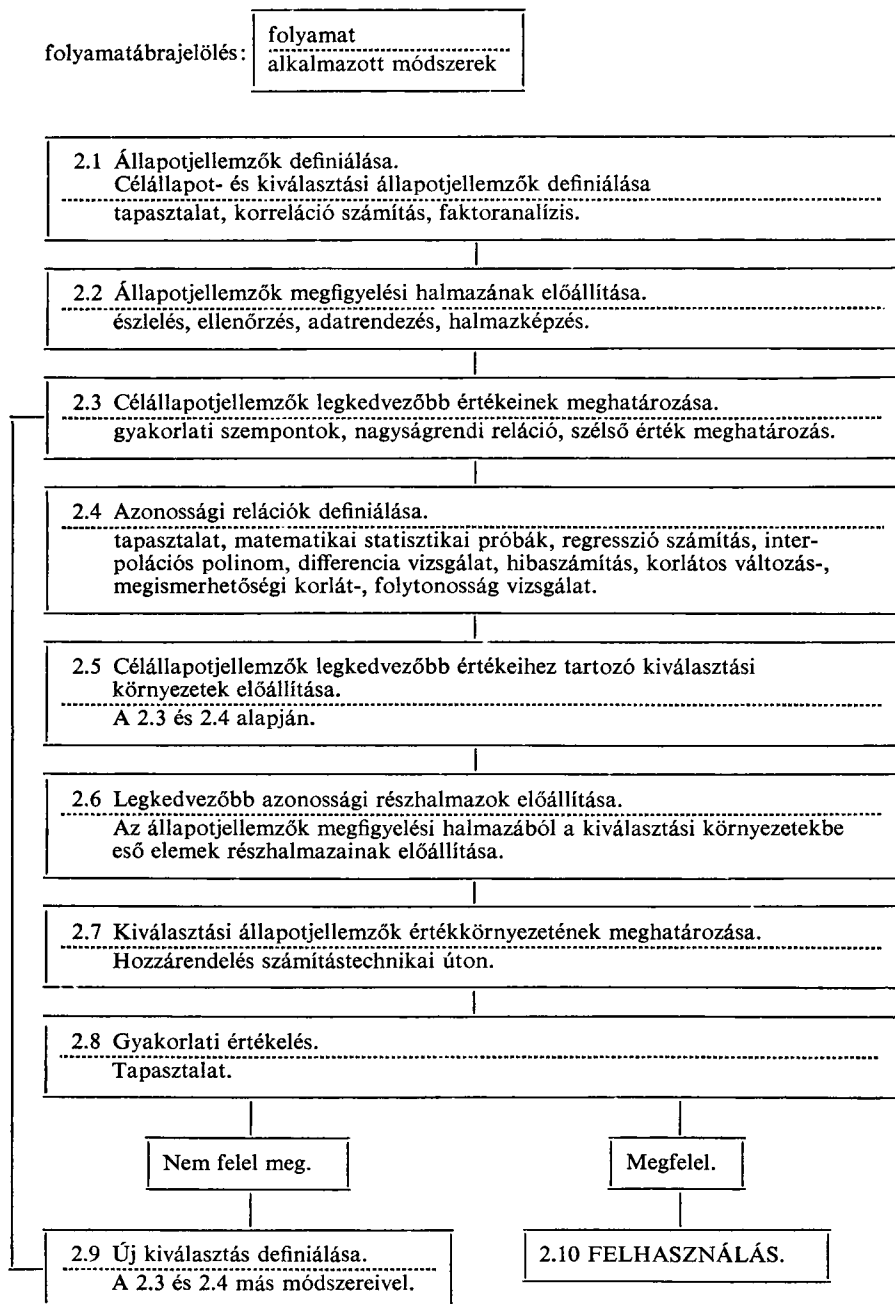 folyamatábrajelölés:
folyamat
alkalmazott módszerek
2.1 Állapotjellemzők definiálása.
Célállapot- és kiválasztási állapotjellemzők definiálása
tapasztalat, korreláció számítás, faktoranalízis.
2.2 Állapotjellemzők megfigyelési halmazának előállítása.
észlelés, ellenőrzés, adatrendezés, halmazképzés.
2.3 Célállapotjellemzők legkedvezőbb értékeinek meghatározása.
gyakorlati szempontok, nagyságrendi reláció, szélső érték meghatározás.
2.4 Azonossági relációk definiálása.
tapasztalat, matematikai statisztikai próbák, regresszió számítás, inter-
polációs polinom, differencia vizsgálat, hibaszámítás, korlátos változás-,
megismerhetőségi korlát-, folytonosság vizsgálat.
2.5 Célállapotjellemzők legkedvezőbb értékeihez tartozó kiválasztási
környezetek előállítása.
A 2.3 és 2.4 alapján.
2.6 Legkedvezőbb azonossági részhalmazok előállítása.
Az állapotjellemzők megfigyelési halmazából a kiválasztási környezetekbe
eső elemek részhalmazainak előállítása.
2.7 Kiválasztási állapotjellemzők értékkörnyezetének meghatározása.
Hozzárendelés számítástechnikai úton.
2.8 Gyakorlati értékelés.
Tapasztalat.
Nem felel meg.
Megfelel.
2.9 Új kiválasztás definiálása.
A 2.3 és 2.4 más módszereivel.
2.10 FELHASZNÁLÁS.